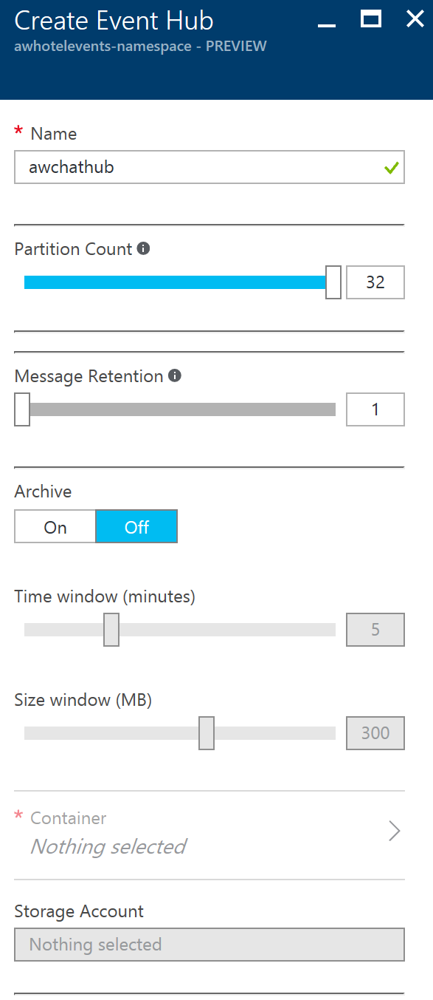 Create Event Hub
awhotelevents-namespace - PREVIEW
* Name
awchathub
Partition Count
32
Message Retention
1
Archive
On Off
Time window (minutes)
5
Size window (MB)
300
* Container
Nothing selected
Storage Account
Nothing selected